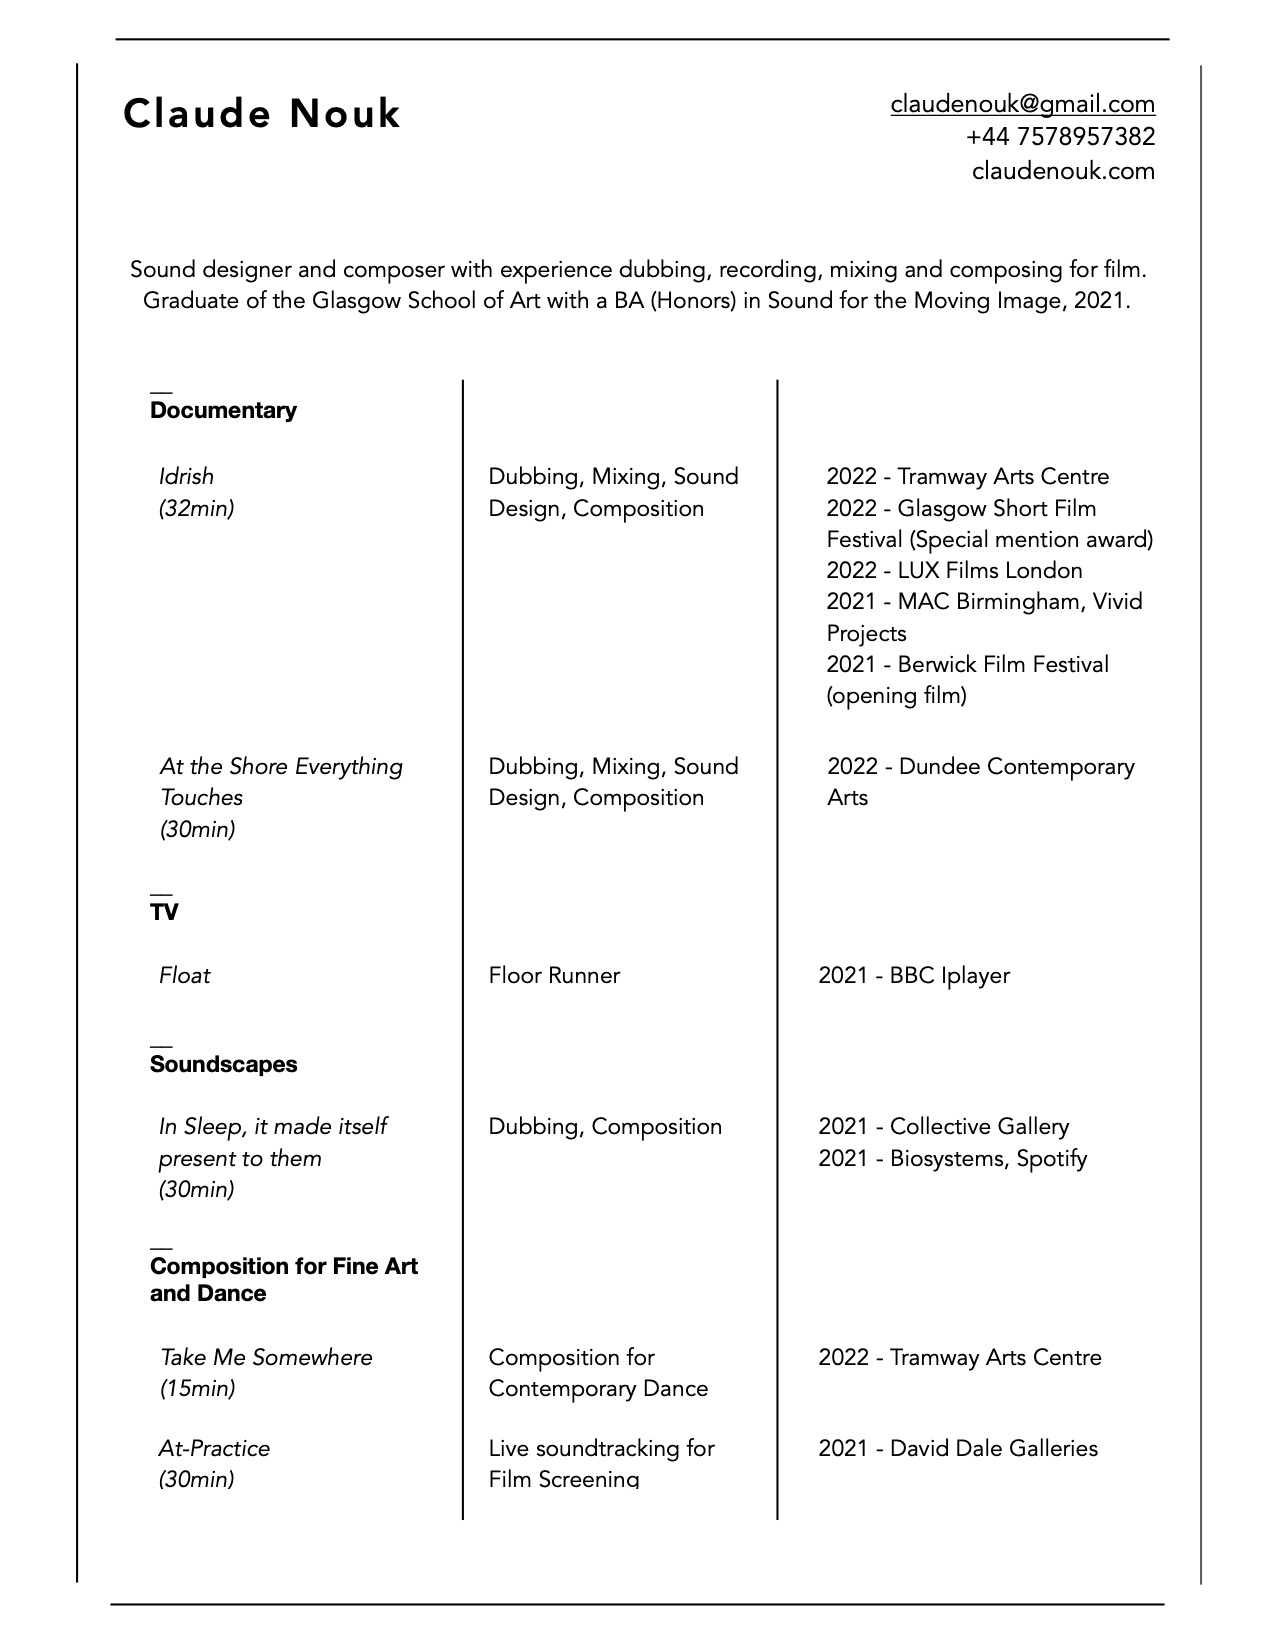 Claude Nouk
claudenouk@gmail.com
+44 7578957382
claudenouk.com
Sound designer and composer with experience dubbing, recording, mixing and composing for film.
Graduate of the Glasgow School of Art with a BA (Honors) in Sound for the Moving Image, 2021.
__
Documentary
Idrish
(32min)
Dubbing, Mixing, Sound
Design, Composition
2022 - Tramway Arts Centre
2022 - Glasgow Short Film
Festival (Special mention award)
2022 - LUX Films London
2021 - MAC Birmingham, Vivid
Projects
2021 - Berwick Film Festival
(opening film)
At the Shore Everything
Touches
(30min)
Dubbing, Mixing, Sound
Design, Composition
2022 - Dundee Contemporary
Arts
__
TV
Float
Floor Runner
2021 - BBC Iplayer
__
Soundscapes
In Sleep, it made itself
present to them
(30min)
Dubbing, Composition
2021 - Collective Gallery
2021 - Biosystems, Spotify
__
Composition for Fine Art
and Dance
Take Me Somewhere
(15min)
Composition for
Contemporary Dance
2022 - Tramway Arts Centre
At-Practice
(30min)
Live soundtracking for
Film Screening
2021 - David Dale Galleries